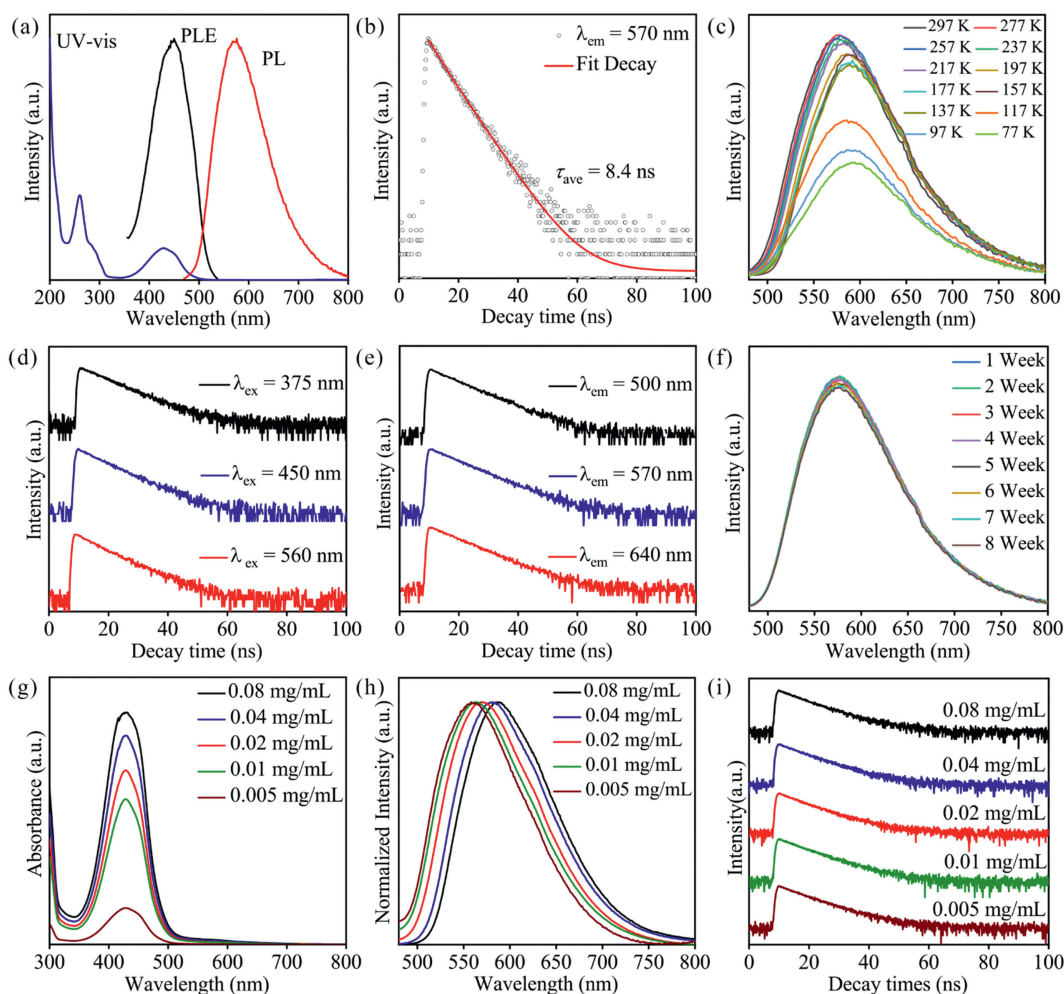 (a)
UV-vis
PLE
PL
Intensity (a.u.)
200 300 400 500 600 700 800
Wavelength (nm)
(b)
λem = 570 nm
Fit Decay
τave = 8.4 ns
Intensity (a.u.)
0 20 40 60 80 100
Decay time (ns)
(c)
297 K 277 K
257 K 237 K
217 K 197 K
177 K 157 K
137 K 117 K
97 K 77 K
Intensity (a.u.)
500 550 600 650 700 750 800
Wavelength (nm)
(d)
λex = 375 nm
λex = 450 nm
λex = 560 nm
Intensity (a.u.)
0 20 40 60 80 100
Decay time (ns)
(e)
λem = 500 nm
λem = 570 nm
λem = 640 nm
Intensity (a.u.)
0 20 40 60 80 100
Decay time (ns)
(f)
1 Week
2 Week
3 Week
4 Week
5 Week
6 Week
7 Week
8 Week
Intensity (a.u.)
500 550 600 650 700 750 800
Wavelength (nm)
(g)
0.08 mg/mL
0.04 mg/mL
0.02 mg/mL
0.01 mg/mL
0.005 mg/mL
Absorbance (a.u.)
300 400 500 600 700 800
Wavelength (nm)
(h)
0.08 mg/mL
0.04 mg/mL
0.02 mg/mL
0.01 mg/mL
0.005 mg/mL
Normalized Intensity (a.u.)
500 550 600 650 700 750 800
Wavelength (nm)
(i)
0.08 mg/mL
0.04 mg/mL
0.02 mg/mL
0.01 mg/mL
0.005 mg/mL
Intensity(a.u.)
0 20 40 60 80 100
Decay times (ns)